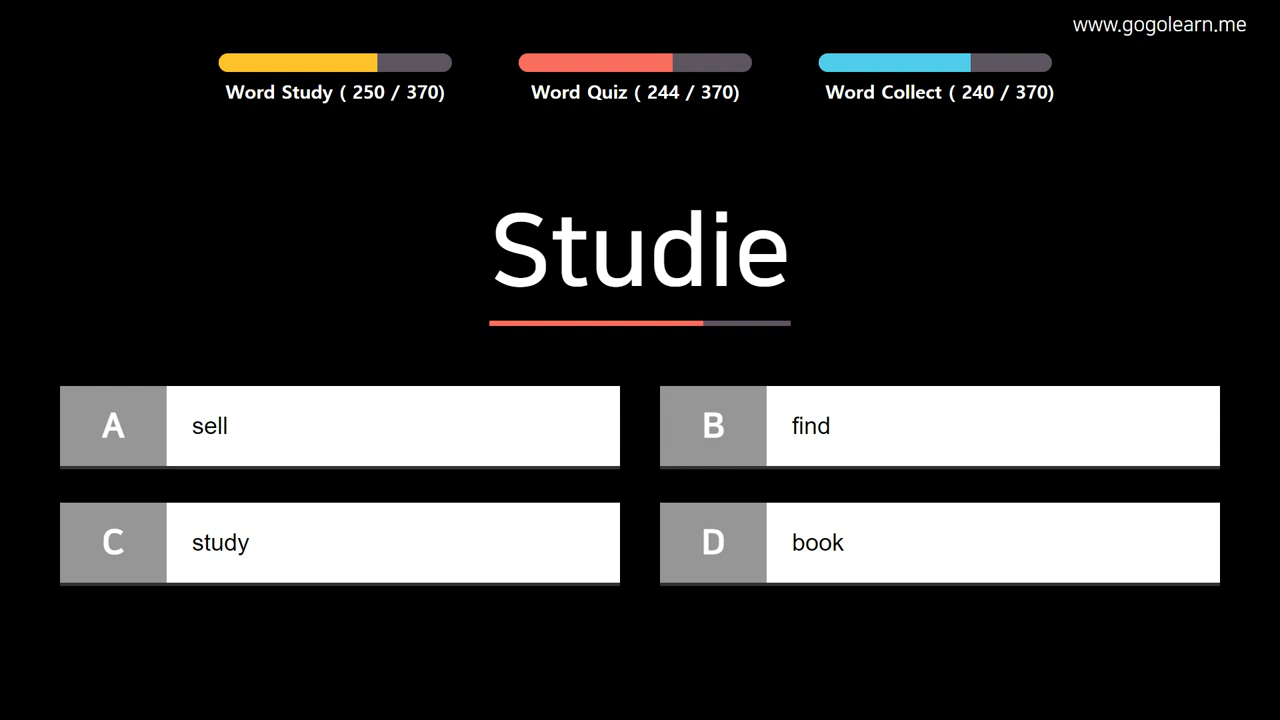 www.gogolearn.me
Word Study ( 250 / 370)
Word Quiz ( 244 / 370)
Word Collect ( 240 / 370)
Studie
A sell
B find
C study
D book